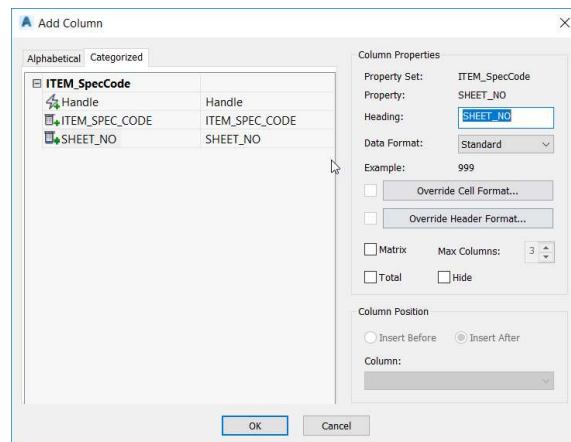 Add Column
Alphabetical Categorized
ITEM_SpecCode
Handle Handle
ITEM_SPEC_CODE ITEM_SPEC_CODE
SHEET_NO SHEET_NO
Column Properties
Property Set: ITEM_SpecCode
Property: SHEET_NO
Heading: SHEET_NO
Data Format: Standard
Example: 999
Override Cell Format...
Override Header Format...
Matrix Max Columns: 3
Total Hide
Column Position
Insert Before Insert After
Column:
OK Cancel